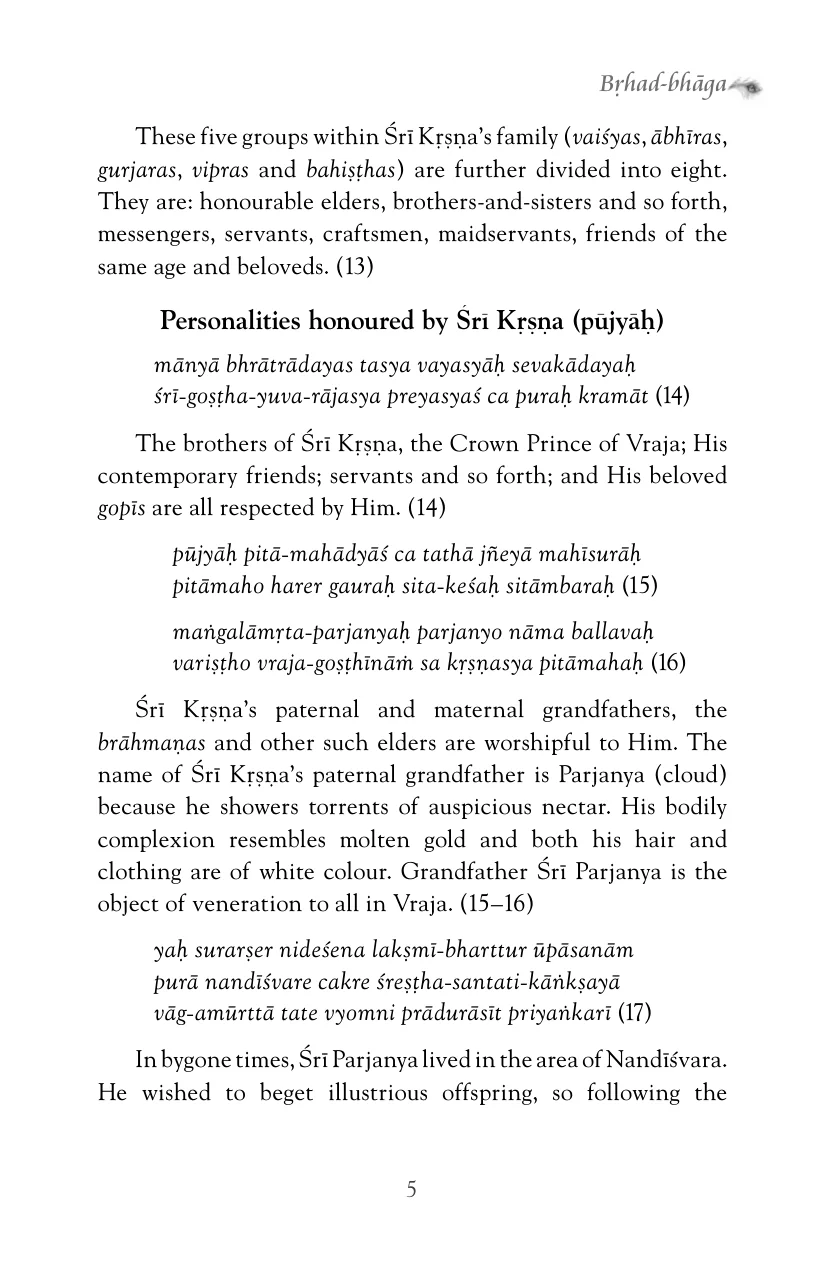 Bṛhad-bhāga
These five groups within Śrī Kṛṣṇa’s family (vaiśyas, ābhīras,
gurjaras, vipras and bahiṣṭhas) are further divided into eight.
They are: honourable elders, brothers-and-sisters and so forth,
messengers, servants, craftsmen, maidservants, friends of the
same age and beloveds. (13)
Personalities honoured by Śrī Kṛṣṇa (pūjyāḥ)
mānyā bhrātrādayas tasya vayasyāḥ sevakādayaḥ
śrī-goṣṭha-yuva-rājasya preyasyaś ca puraḥ kramāt (14)
The brothers of Śrī Kṛṣṇa, the Crown Prince of Vraja; His
contemporary friends; servants and so forth; and His beloved
gopīs are all respected by Him. (14)
pūjyāḥ pitā-mahādyāś ca tathā jñeyā mahīsurāḥ
pitāmaho harer gauraḥ sita-keśaḥ sitāmbaraḥ (15)
maṅgalāmṛta-parjanyaḥ parjanyo nāma ballavaḥ
variṣṭho vraja-goṣṭhīnāṁ sa kṛṣṇasya pitāmahaḥ (16)
Śrī Kṛṣṇa’s paternal and maternal grandfathers, the
brāhmaṇas and other such elders are worshipful to Him. The
name of Śrī Kṛṣṇa’s paternal grandfather is Parjanya (cloud)
because he showers torrents of auspicious nectar. His bodily
complexion resembles molten gold and both his hair and
clothing are of white colour. Grandfather Śrī Parjanya is the
object of veneration to all in Vraja. (15–16)
yaḥ surarṣer nideśena lakṣmī-bharttur ūpāsanām
purā nandīśvare cakre śreṣṭha-santati-kāṅkṣayā
vāg-amūrttā tate vyomni prādurāsīt priyaṅkarī (17)
In bygone times, Śrī Parjanya lived in the area of Nandīśvara.
He wished to beget illustrious offspring, so following the
5